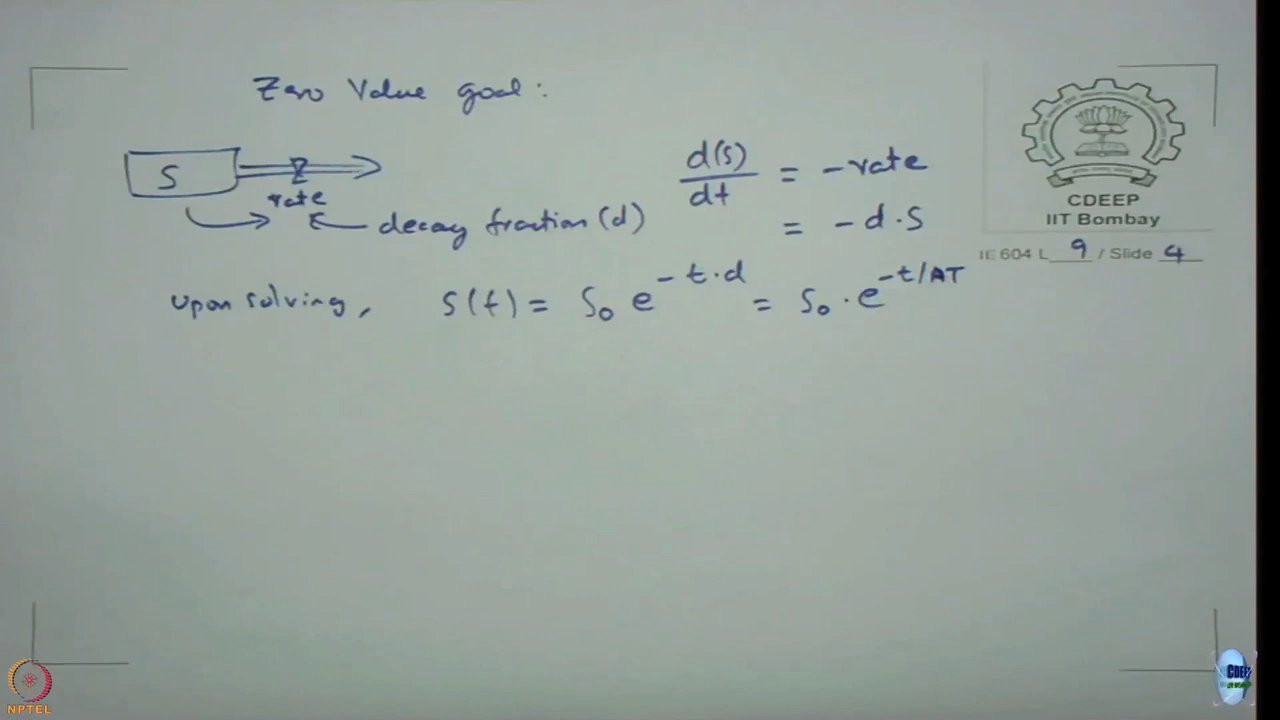 Zero Value goal:
S
rate
decay fraction (d)
d(S)/dt = -rate
= -d·S
Upon solving, S(t) = S₀ e^{-t·d} = S₀·e^{-t/AT}
CDEEP
IIT Bombay
IE 604 L 9 / Slide 4
NPTEL
CDEEP